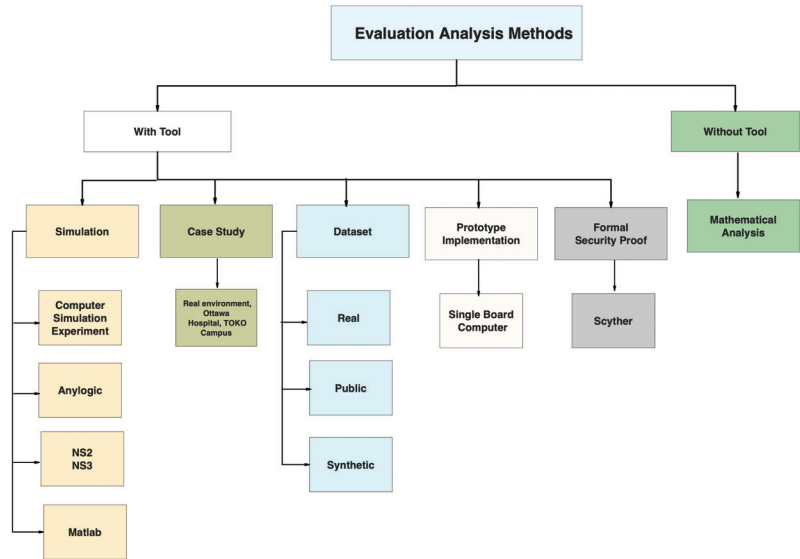 Evaluation Analysis Methods
With Tool
Without Tool
Simulation
Case Study
Dataset
Prototype
Implementation
Formal
Security Proof
Mathematical
Analysis
Computer
Simulation
Experiment
Real environment,
Ottawa
Hospital, TOKO
Campus
Real
Single Board
Computer
Scyther
Anylogic
Public
NS2
NS3
Synthetic
Matlab